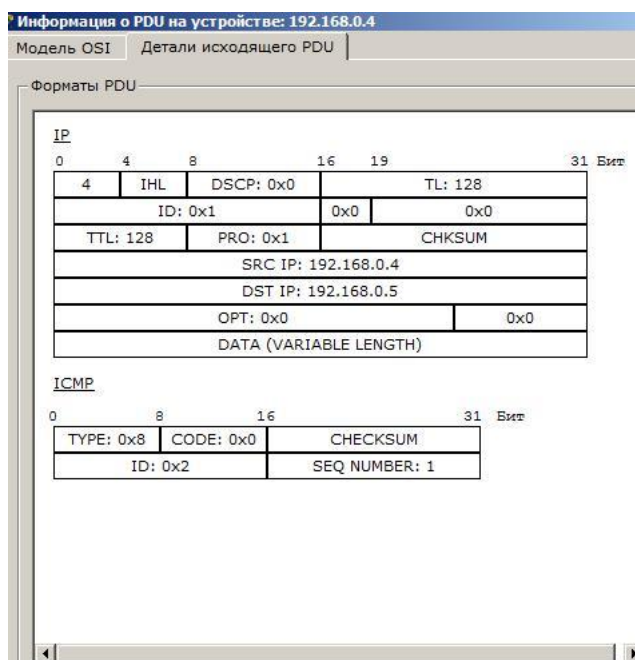 Информация о PDU на устройстве: 192.168.0.4
Модель OSI Детали исходящего PDU
Форматы PDU
IP
0 4 8 16 19 31 Бит
4 IHL DSCP: 0x0 TL: 128
ID: 0x1 0x0 0x0
TTL: 128 PRO: 0x1 CHKSUM
SRC IP: 192.168.0.4
DST IP: 192.168.0.5
OPT: 0x0 0x0
DATA (VARIABLE LENGTH)
ICMP
0 8 16 31 Бит
TYPE: 0x8 CODE: 0x0 CHECKSUM
ID: 0x2 SEQ NUMBER: 1